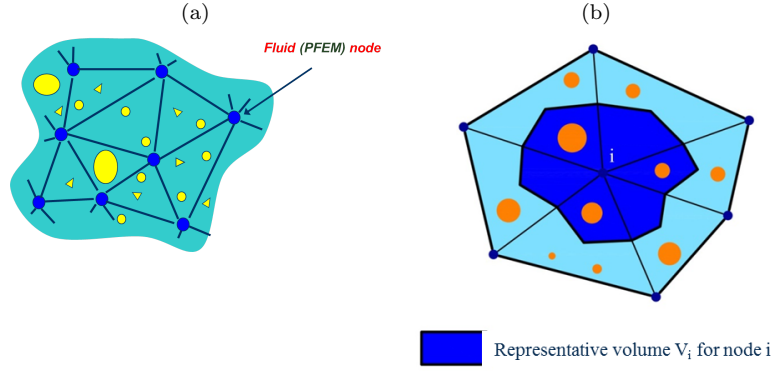 (a)
Fluid (PFEM) node
(b)
i
Representative volume Vᵢ for node i